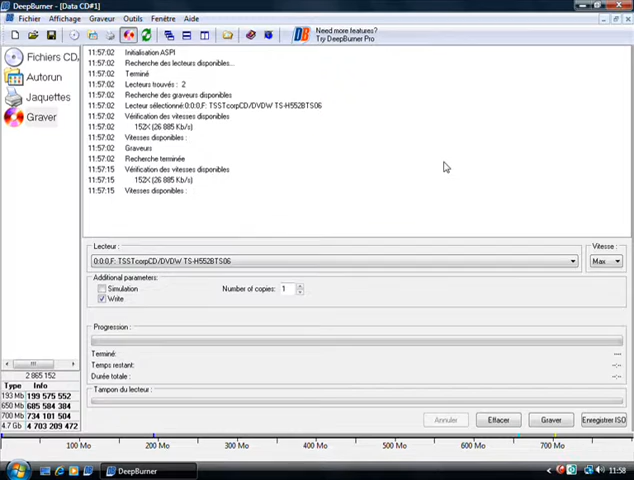 DeepBurner - [Data CD#1]
Fichier Affichage Graveur Outils Fenêtre Aide
Need more features?
Try DeepBurner Pro
Fichiers CD,
Autorun
Jaquettes
Graver
11:57:02 Initialisation ASPI
11:57:02 Recherche des lecteurs disponibles...
11:57:02 Terminé
11:57:02 Lecteurs trouvés : 2
11:57:02 Recherche des graveurs disponibles
11:57:02 Lecteur sélectionné:0:0:0,F: TSSTcorpCD/DVDW TS-H552BTS06
11:57:02 Vérification des vitesses disponibles
11:57:02 152X (26 885 Kb/s)
11:57:02 Vitesses disponibles :
11:57:02 Graveurs
11:57:02 Recherche terminée
11:57:15 Vérification des vitesses disponibles
11:57:15 152X (26 885 Kb/s)
11:57:15 Vitesses disponibles :
Lecteur : Vitesse :
0:0:0,F: TSSTcorpCD/DVDW TS-H552BTS06 Max
Additional parameters:
Simulation Number of copies: 1
Write
Progression :
Terminé: ----
Temps restant: --:--
Durée totale : --:--
Tampon du lecteur :
Annuler Effacer Graver Enregistrer ISO
2 865 152
Type Info
193 Mb 199 575 552
650 Mb 685 584 384
700 Mb 734 101 504
4.7 Gb 4 703 209 472
100 Mo 200 Mo 300 Mo 400 Mo 500 Mo 600 Mo 700 Mo
DeepBurner 11:58